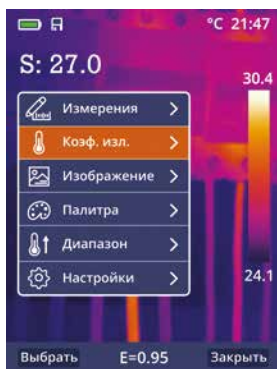 °C 21:47
S: 27.0
30.4
Измерения
Коэф. изл.
Изображение
Палитра
Диапазон
Настройки
24.1
Выбрать E=0.95 Закрыть